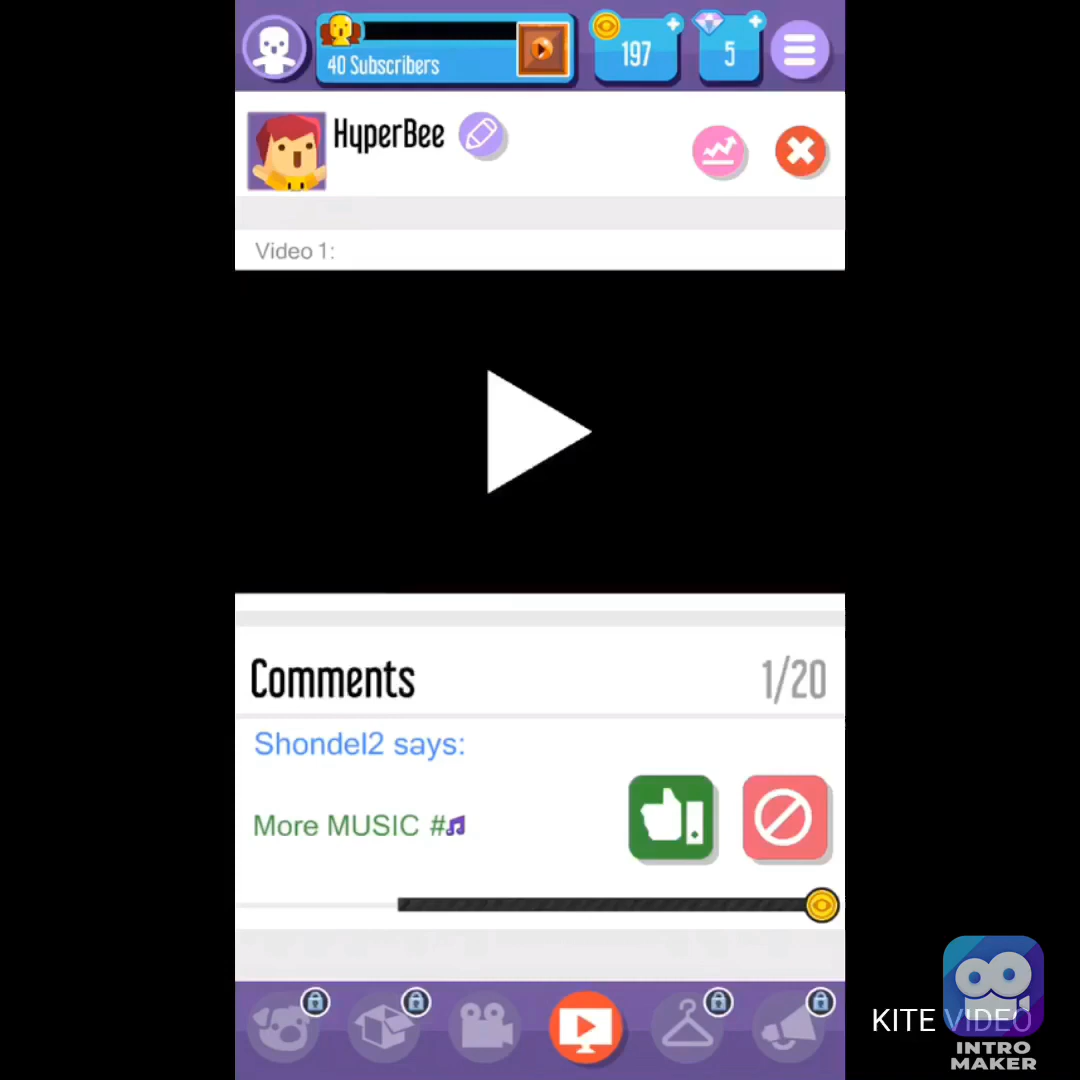 40 Subscribers
197
5
HyperBee
Video 1:
Comments
1/20
Shondel2 says:
More MUSIC #🎵
KITE VIDEO
INTRO
MAKER